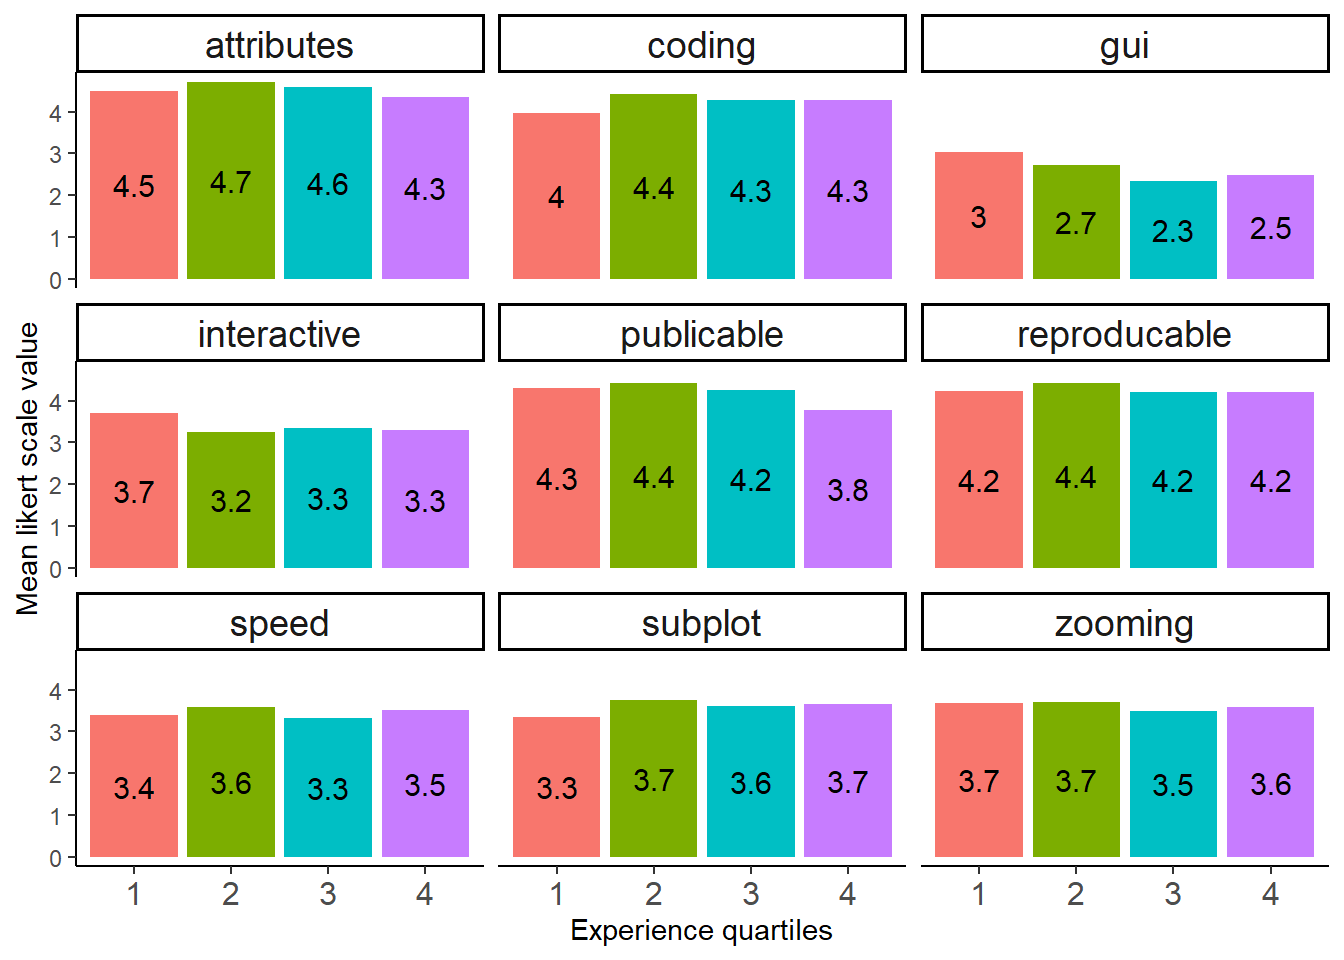 attributes coding gui
4
3
2
1
0
4.5 4.7 4.6 4.3
4 4.4 4.3 4.3
3 2.7 2.3 2.5
interactive publicable reproducable
Mean likert scale value
4
3
2
1
0
3.7 3.2 3.3 3.3
4.3 4.4 4.2 3.8
4.2 4.4 4.2 4.2
speed subplot zooming
4
3
2
1
0
3.4 3.6 3.3 3.5
3.3 3.7 3.6 3.7
3.7 3.7 3.5 3.6
1 2 3 4 1 2 3 4 1 2 3 4
Experience quartiles